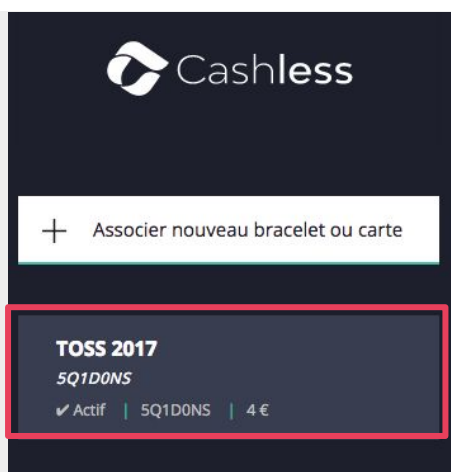 Cashless
Associer nouveau bracelet ou carte
TOSS 2017
5Q1D0NS
✔ Actif | 5Q1D0NS | 4 €